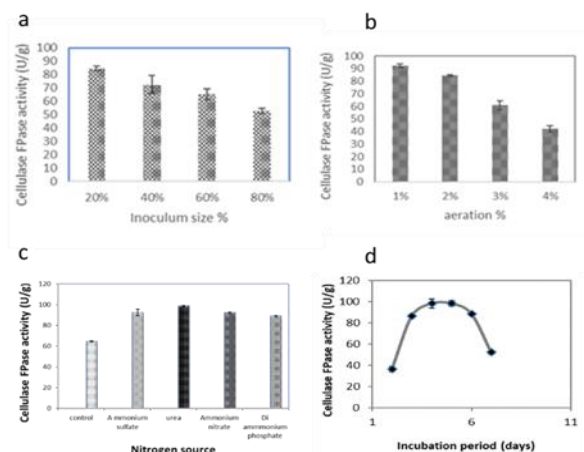 a
Cellulase FPase activity (U/g)
100
90
80
70
60
50
40
30
20
10
0
20% 40% 60% 80%
Inoculum size %
b
Cellulase FPase activity (U/g)
100
90
80
70
60
50
40
30
20
10
0
1% 2% 3% 4%
aeration %
c
Cellulase FPase activity (U/g)
120
100
80
60
40
20
0
control Ammonium urea Ammonium Di
sulfate nitrate ammmonium
phosphate
Nitrogen source
d
Cellulase FPase activity (U/g)
120
100
80
60
40
20
0
1 6 11
Incubation period (days)